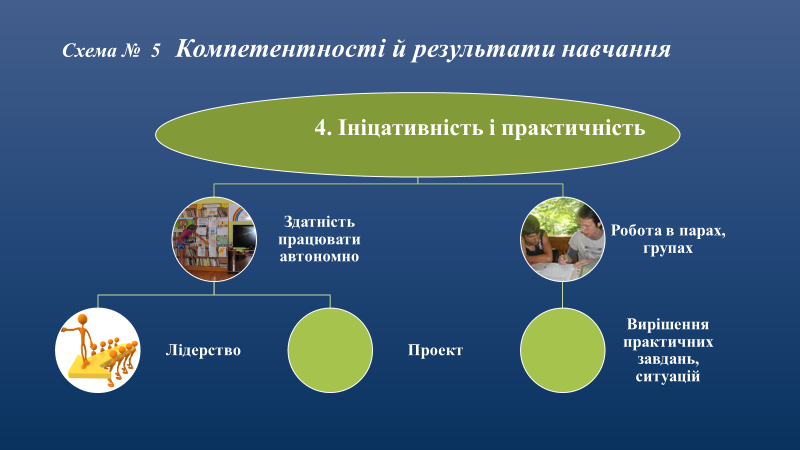 Схема № 5 Компетентності й результати навчання
4. Ініцативність і практичність
Здатність
працювати
автономно
Робота в парах,
групах
Лідерство
Проект
Вирішення
практичних
завдань,
ситуацій